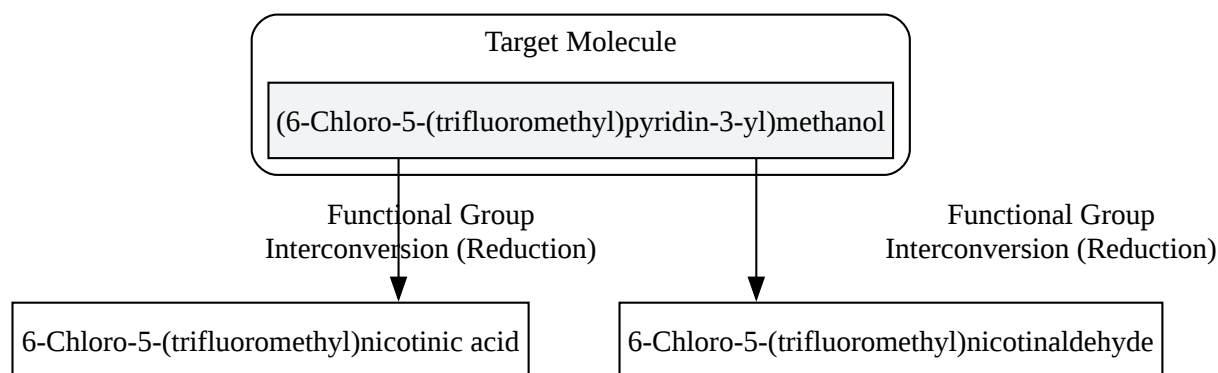 Target Molecule
(6-Chloro-5-(trifluoromethyl)pyridin-3-yl)methanol
Functional Group
Interconversion (Reduction)
Functional Group
Interconversion (Reduction)
6-Chloro-5-(trifluoromethyl)nicotinic acid
6-Chloro-5-(trifluoromethyl)nicotinaldehyde